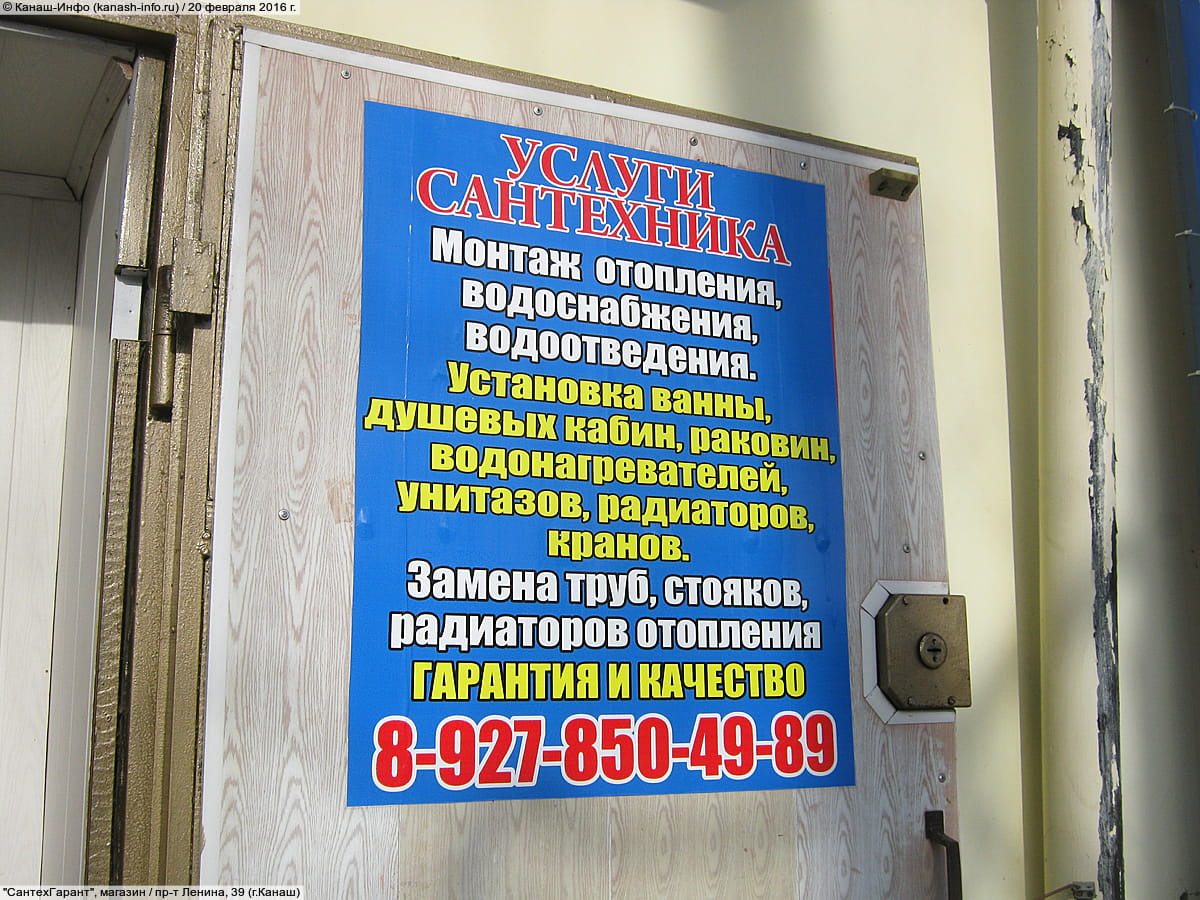 © Канаш-Инфо (kanash-info.ru) / 20 февраля 2016 г.
УСЛУГИ
САНТЕХНИКА
Монтаж отопления,
водоснабжения,
водоотведения.
Установка ванны,
душевых кабин, раковин,
водонагревателей,
унитазов, радиаторов,
кранов.
Замена труб, стояков,
радиаторов отопления
ГАРАНТИЯ И КАЧЕСТВО
8-927-850-49-89
"СантехГарант", магазин / пр-т Ленина, 39 (г.Канаш)